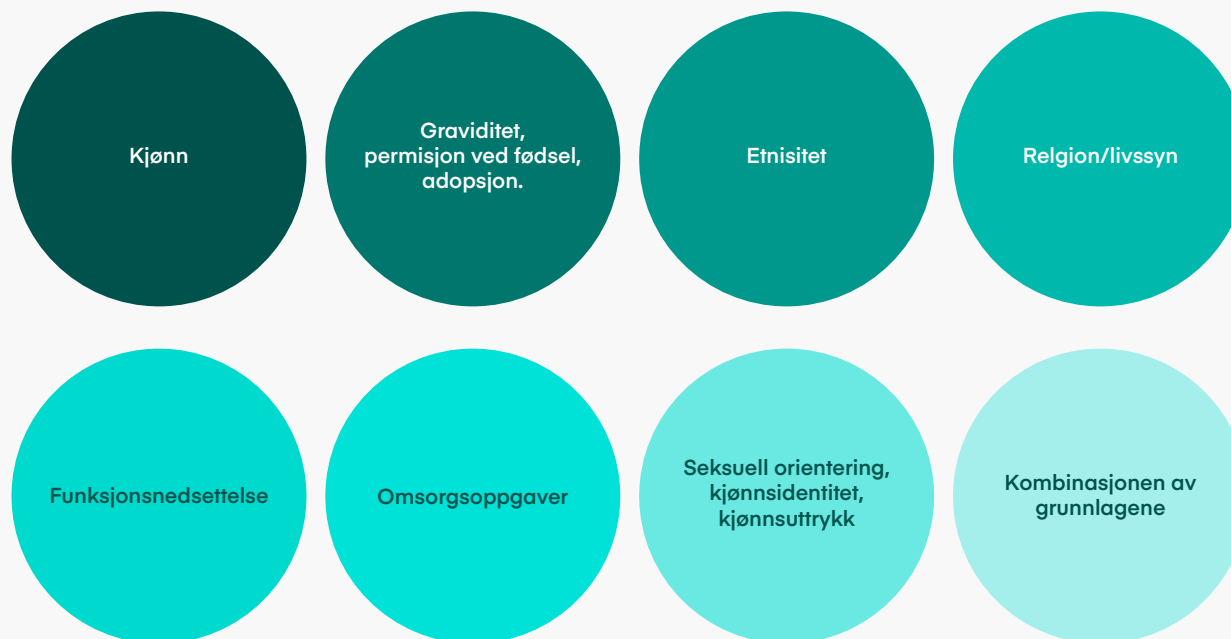 Kjønn
Graviditet,
permisjon ved fødsel,
adopsjon.
Etnisitet
Relgion/livssyn
Funksjonsnedsettelse
Omsorgsoppgaver
Seksuell orientering,
kjønnsidentitet,
kjønnsuttrykk
Kombinasjonen av
grunnlagene